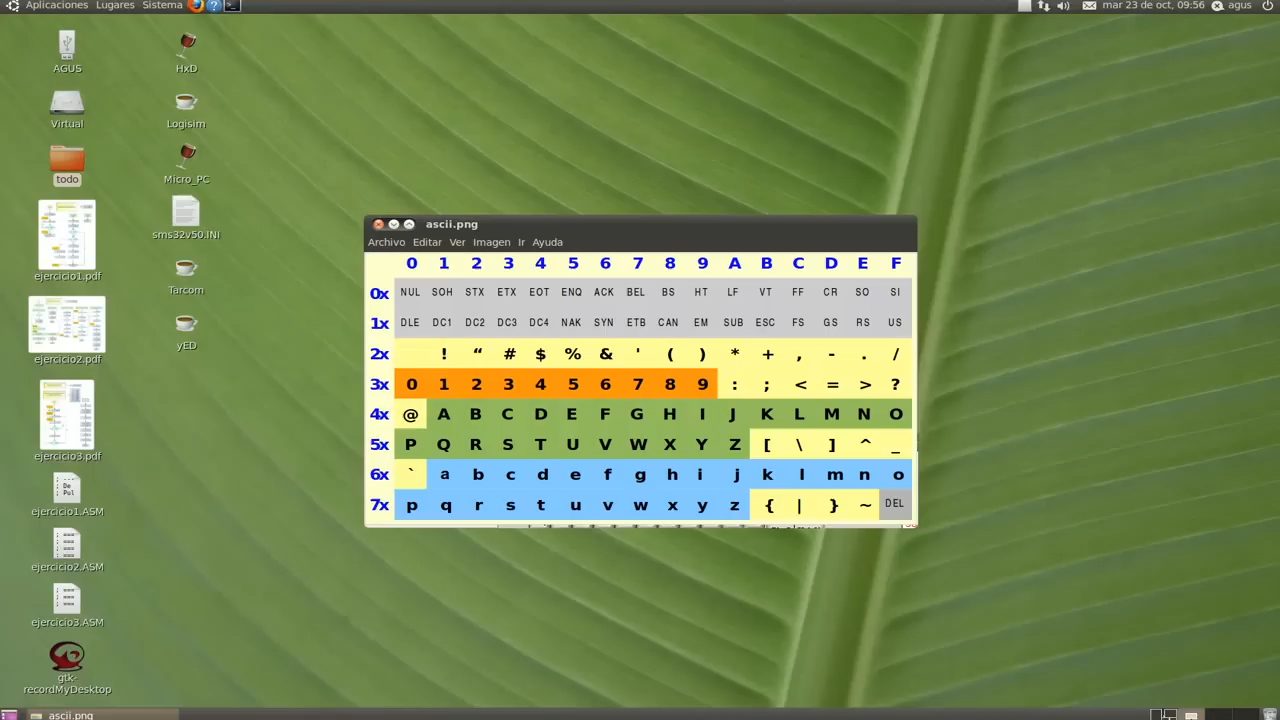 Aplicaciones Lugares Sistema
mar 23 de oct, 09:56 agus
AGUS
HxD
Virtual
Logisim
todo
Micro_PC
ejercicio1.pdf
sms32v50.INI
Tarcom
ejercicio2.pdf
yED
ejercicio3.pdf
ejercicio1.ASM
ejercicio2.ASM
ejercicio3.ASM
gtk-
recordMyDesktop
ascii.png
Archivo Editar Ver Imagen Ir Ayuda
0 1 2 3 4 5 6 7 8 9 A B C D E F
0x NUL SOH STX ETX EOT ENQ ACK BEL BS HT LF VT FF CR SO SI
1x DLE DC1 DC2 DC3 DC4 NAK SYN ETB CAN EM SUB ESC FS GS RS US
2x ! “ # $ % & ' ( ) * + , - . /
3x 0 1 2 3 4 5 6 7 8 9 : ; < = > ?
4x @ A B C D E F G H I J K L M N O
5x P Q R S T U V W X Y Z [ \ ] ^ _
6x ` a b c d e f g h i j k l m n o
7x p q r s t u v w x y z { | } ~ DEL
ascii.png